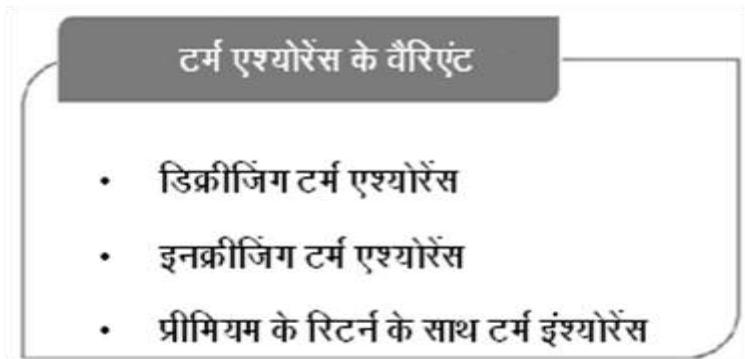 टर्म एश्योरेंस के वैरिएंट
• डिक्रीजिंग टर्म एश्योरेंस
• इनक्रीजिंग टर्म एश्योरेंस
• प्रीमियम के रिटर्न के साथ टर्म इंश्योरेंस